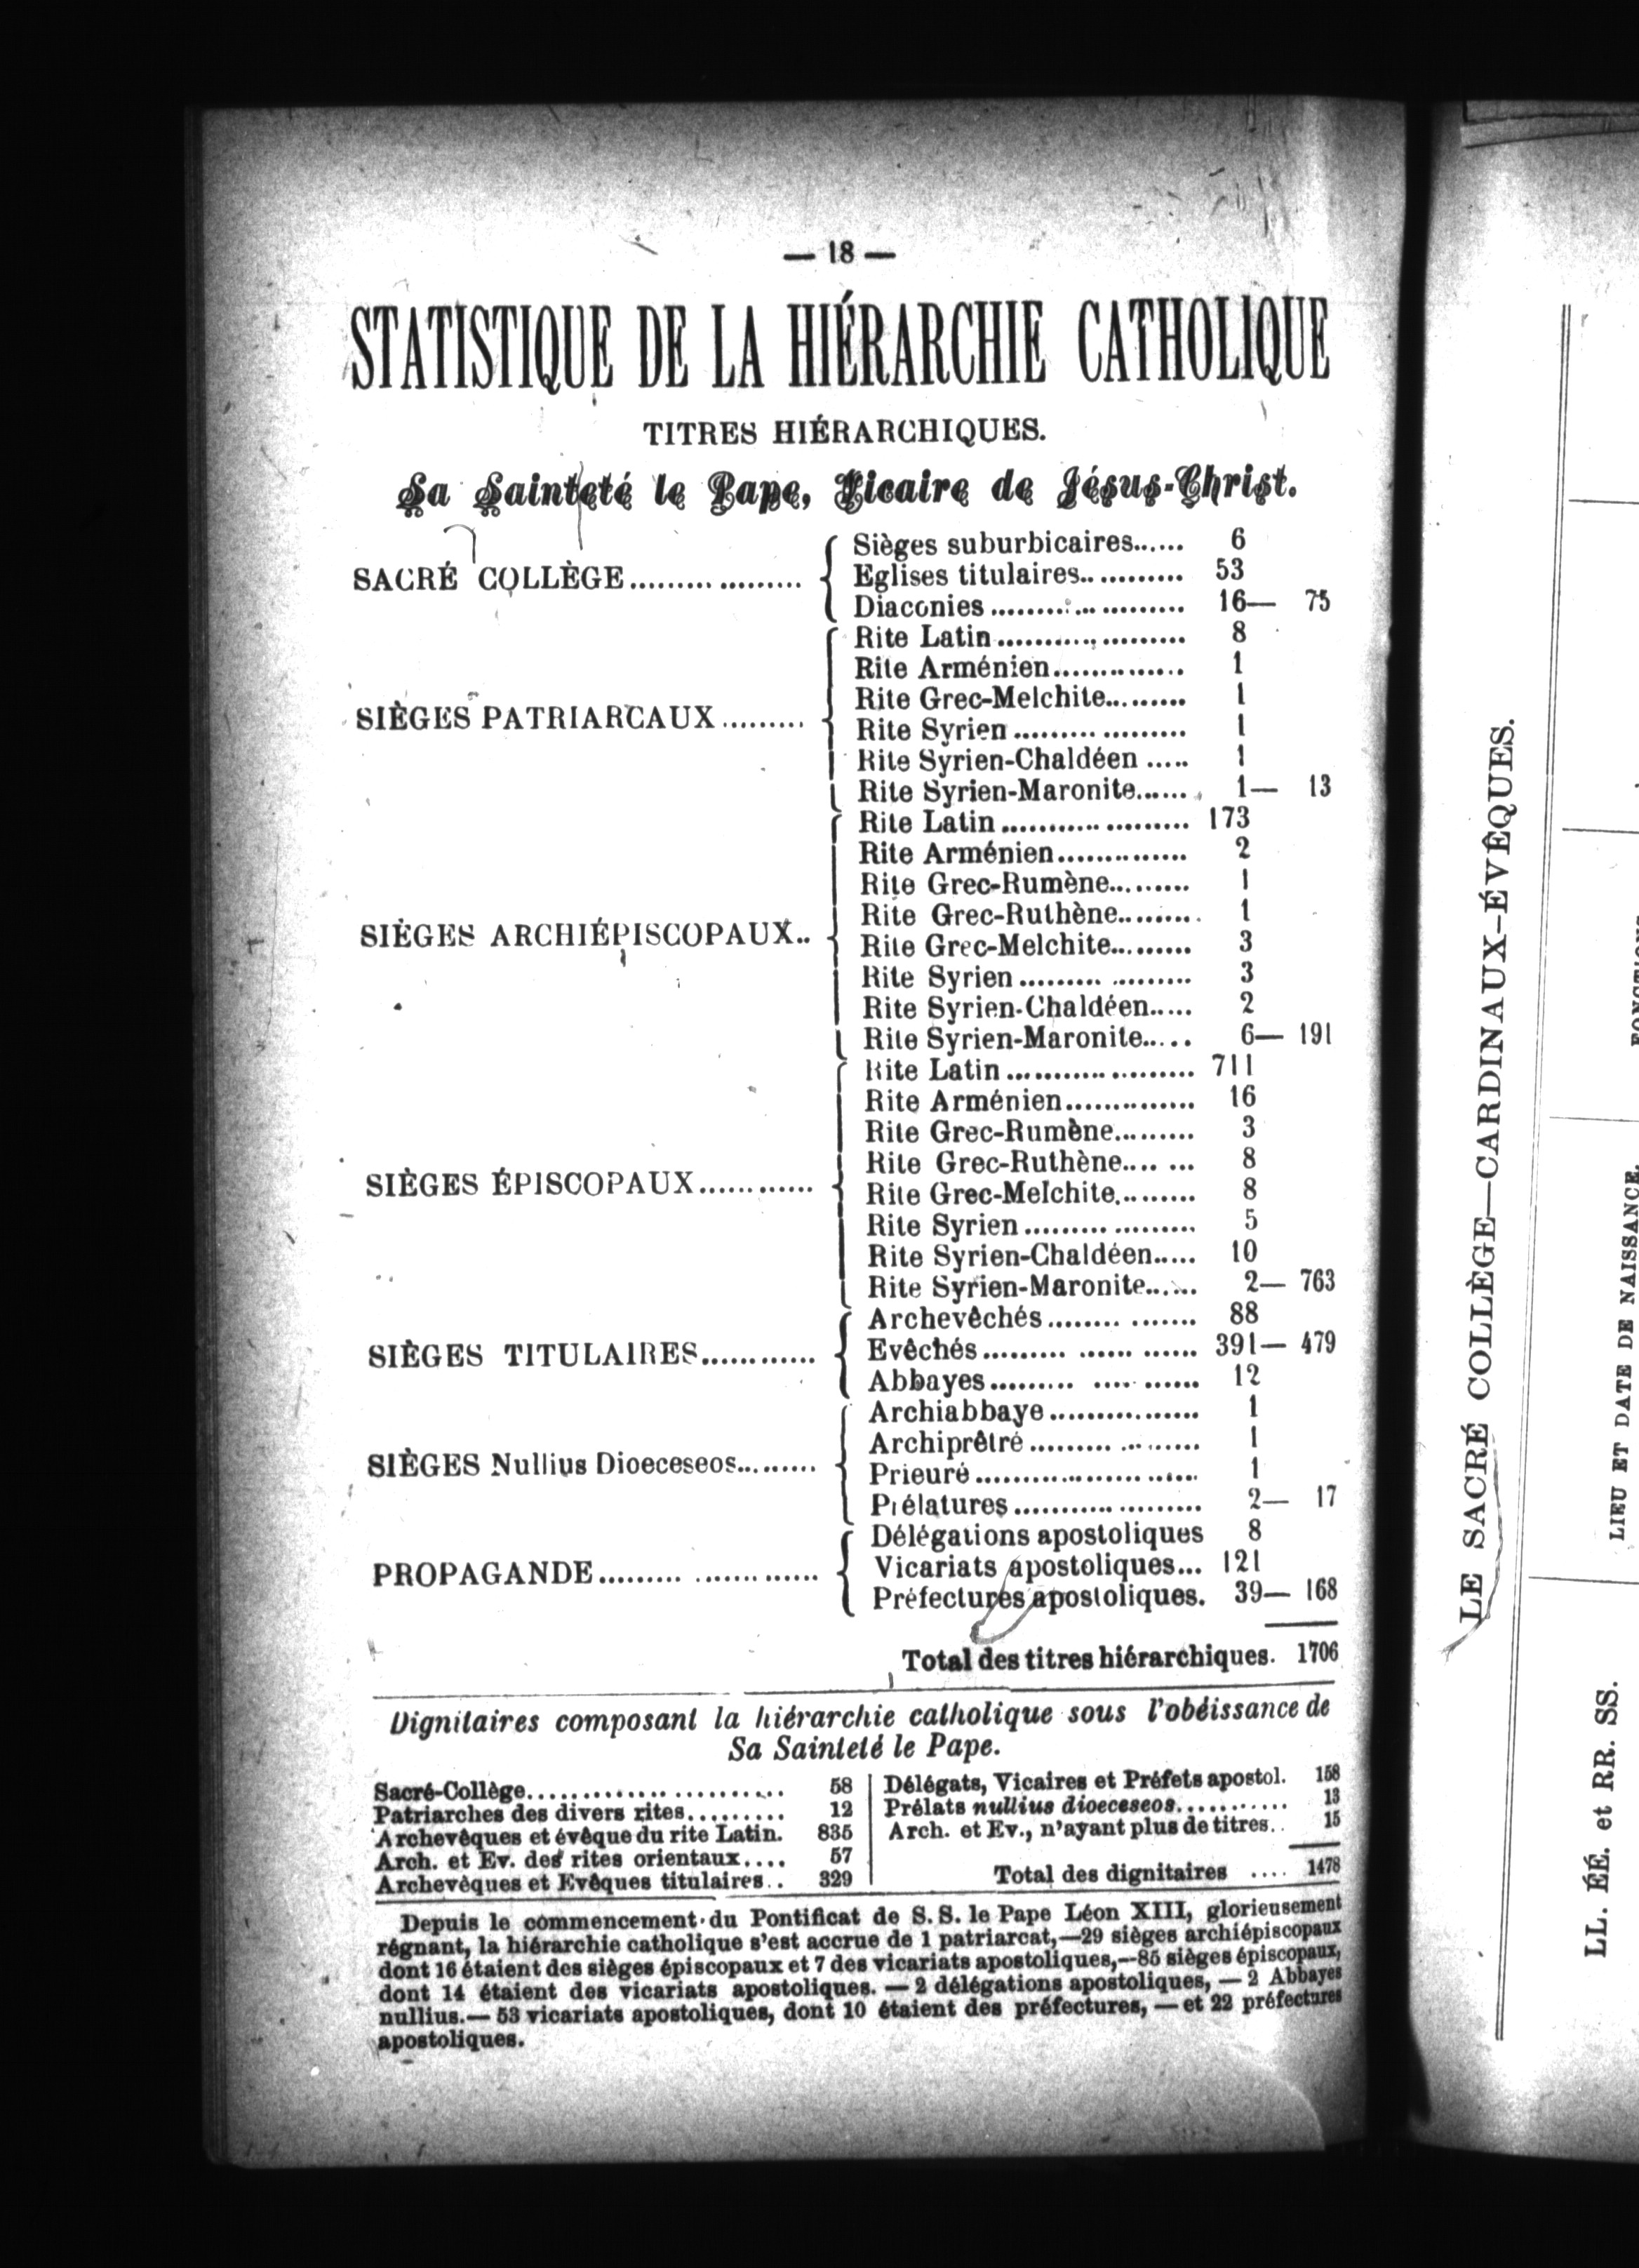 — 18 —
STATISTIQUE DE LA HIÉRARCHIE CATHOLIQUE
TITRES HIÉRARCHIQUES.
Sa Sainteté le Pape, Vicaire de Jésus-Christ.
SACRÉ COLLÈGE..................
Sièges suburbicaires...... 6
Eglises titulaires............ 53
Diaconies...................... 16— 75
SIÈGES PATRIARCAUX.........
Rite Latin..................... 8
Rite Arménien.............. 1
Rite Grec-Melchite......... 1
Rite Syrien.................. 1
Rite Syrien-Chaldéen ..... 1
Rite Syrien-Maronite...... 1— 13
SIÈGES ARCHIÉPISCOPAUX..
Rite Latin .................... 173
Rite Arménien.............. 2
Rite Grec-Rumène......... 1
Rite Grec-Ruthène......... 1
Rite Grec-Melchite......... 3
Rite Syrien.................. 3
Rite Syrien-Chaldéen..... 2
Rite Syrien-Maronite..... 6— 191
SIÈGES ÉPISCOPAUX............
Rite Latin .................... 711
Rite Arménien.............. 16
Rite Grec-Rumène......... 3
Rite Grec-Ruthène.... ... 8
Rite Grec-Melchite......... 8
Rite Syrien.................. 5
Rite Syrien-Chaldéen..... 10
Rite Syrien-Maronite...... 2— 763
SIÈGES TITULAIRES............
Archevêchés........ ....... 88
Evêchés......... ...... ...... 391— 479
Abbayes......... ..... ...... 12
SIÈGES Nullius Dioeceseos.........
Archiabbaye................ 1
Archiprêtré.................. 1
Prieuré........................ 1
Prélatures.................... 2— 17
PROPAGANDE......... ............
Délégations apostoliques 8
Vicariats apostoliques... 121
Préfectures apostoliques. 39— 168
Total des titres hiérarchiques. 1706
Dignitaires composant la hiérarchie catholique sous l'obéissance de
Sa Sainteté le Pape.
Sacré-Collège........................ 58
Patriarches des divers rites......... 12
Archevêques et évêque du rite Latin. 835
Arch. et Ev. des rites orientaux.... 57
Archevêques et Evêques titulaires.. 329
Délégats, Vicaires et Préfets apostol. 158
Prélats nullius dioeceseos........... 13
Arch. et Ev., n'ayant plus de titres.. 15
Total des dignitaires .... 1478
Depuis le commencement du Pontificat de S. S. le Pape Léon XIII, glorieusement
régnant, la hiérarchie catholique s'est accrue de 1 patriarcat,—29 sièges archiépiscopaux
dont 16 étaient des sièges épiscopaux et 7 des vicariats apostoliques,—85 sièges épiscopaux,
dont 14 étaient des vicariats apostoliques. — 2 délégations apostoliques, — 2 Abbayes
nullius.— 53 vicariats apostoliques, dont 10 étaient des préfectures, — et 22 préfectures
apostoliques.
LE SACRÉ COLLÈGE—CARDINAUX-ÉVÊQUES.
LL. ÉÉ. et RR. SS.
LIEU ET DATE DE NAISSANCE.